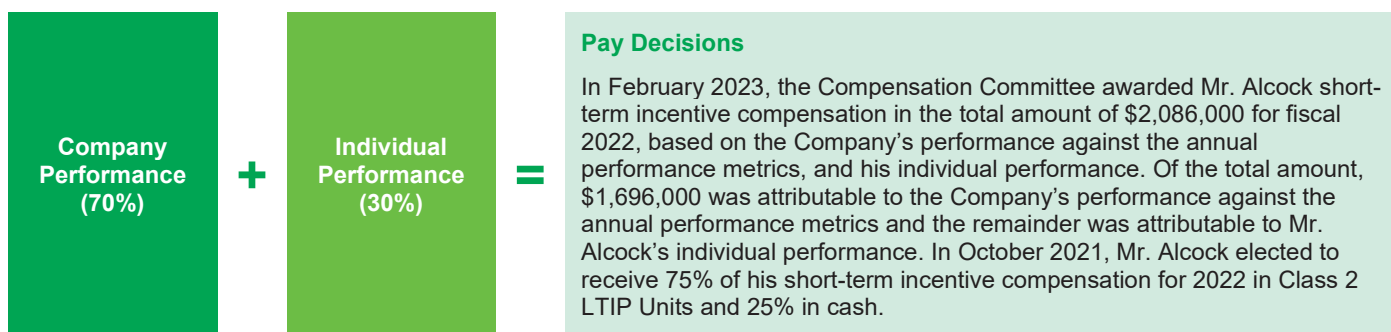 Company
Performance
(70%)
+
Individual
Performance
(30%)
=
Pay Decisions
In February 2023, the Compensation Committee awarded Mr. Alcock short-
term incentive compensation in the total amount of $2,086,000 for fiscal
2022, based on the Company’s performance against the annual
performance metrics, and his individual performance. Of the total amount,
$1,696,000 was attributable to the Company’s performance against the
annual performance metrics and the remainder was attributable to Mr.
Alcock’s individual performance. In October 2021, Mr. Alcock elected to
receive 75% of his short-term incentive compensation for 2022 in Class 2
LTIP Units and 25% in cash.